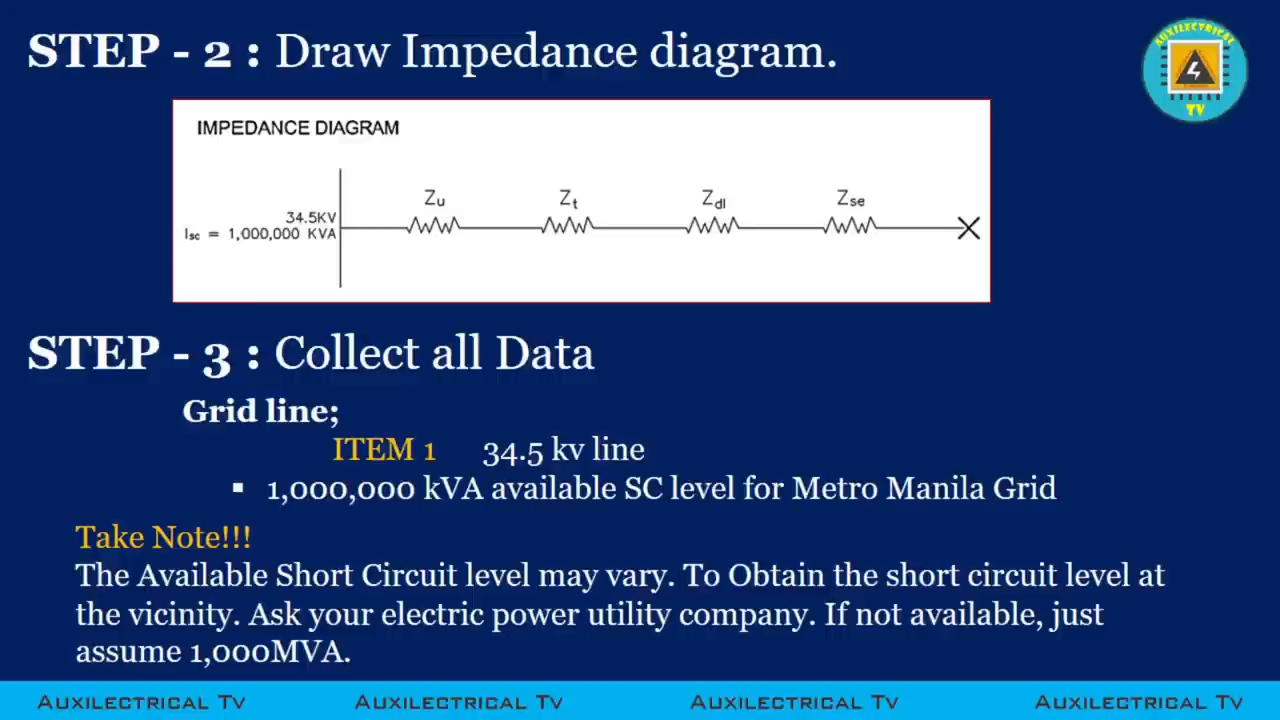 STEP - 2 : Draw Impedance diagram.
AUXILECTRICAL
TV
IMPEDANCE DIAGRAM
Zu
Zt
Zdl
Zse
34.5KV
Isc = 1,000,000 KVA
STEP - 3 : Collect all Data
Grid line;
ITEM 1 34.5 kv line
▪ 1,000,000 kVA available SC level for Metro Manila Grid
Take Note!!!
The Available Short Circuit level may vary. To Obtain the short circuit level at
the vicinity. Ask your electric power utility company. If not available, just
assume 1,000MVA.
Auxilectrical Tv Auxilectrical Tv Auxilectrical Tv Auxilectrical Tv